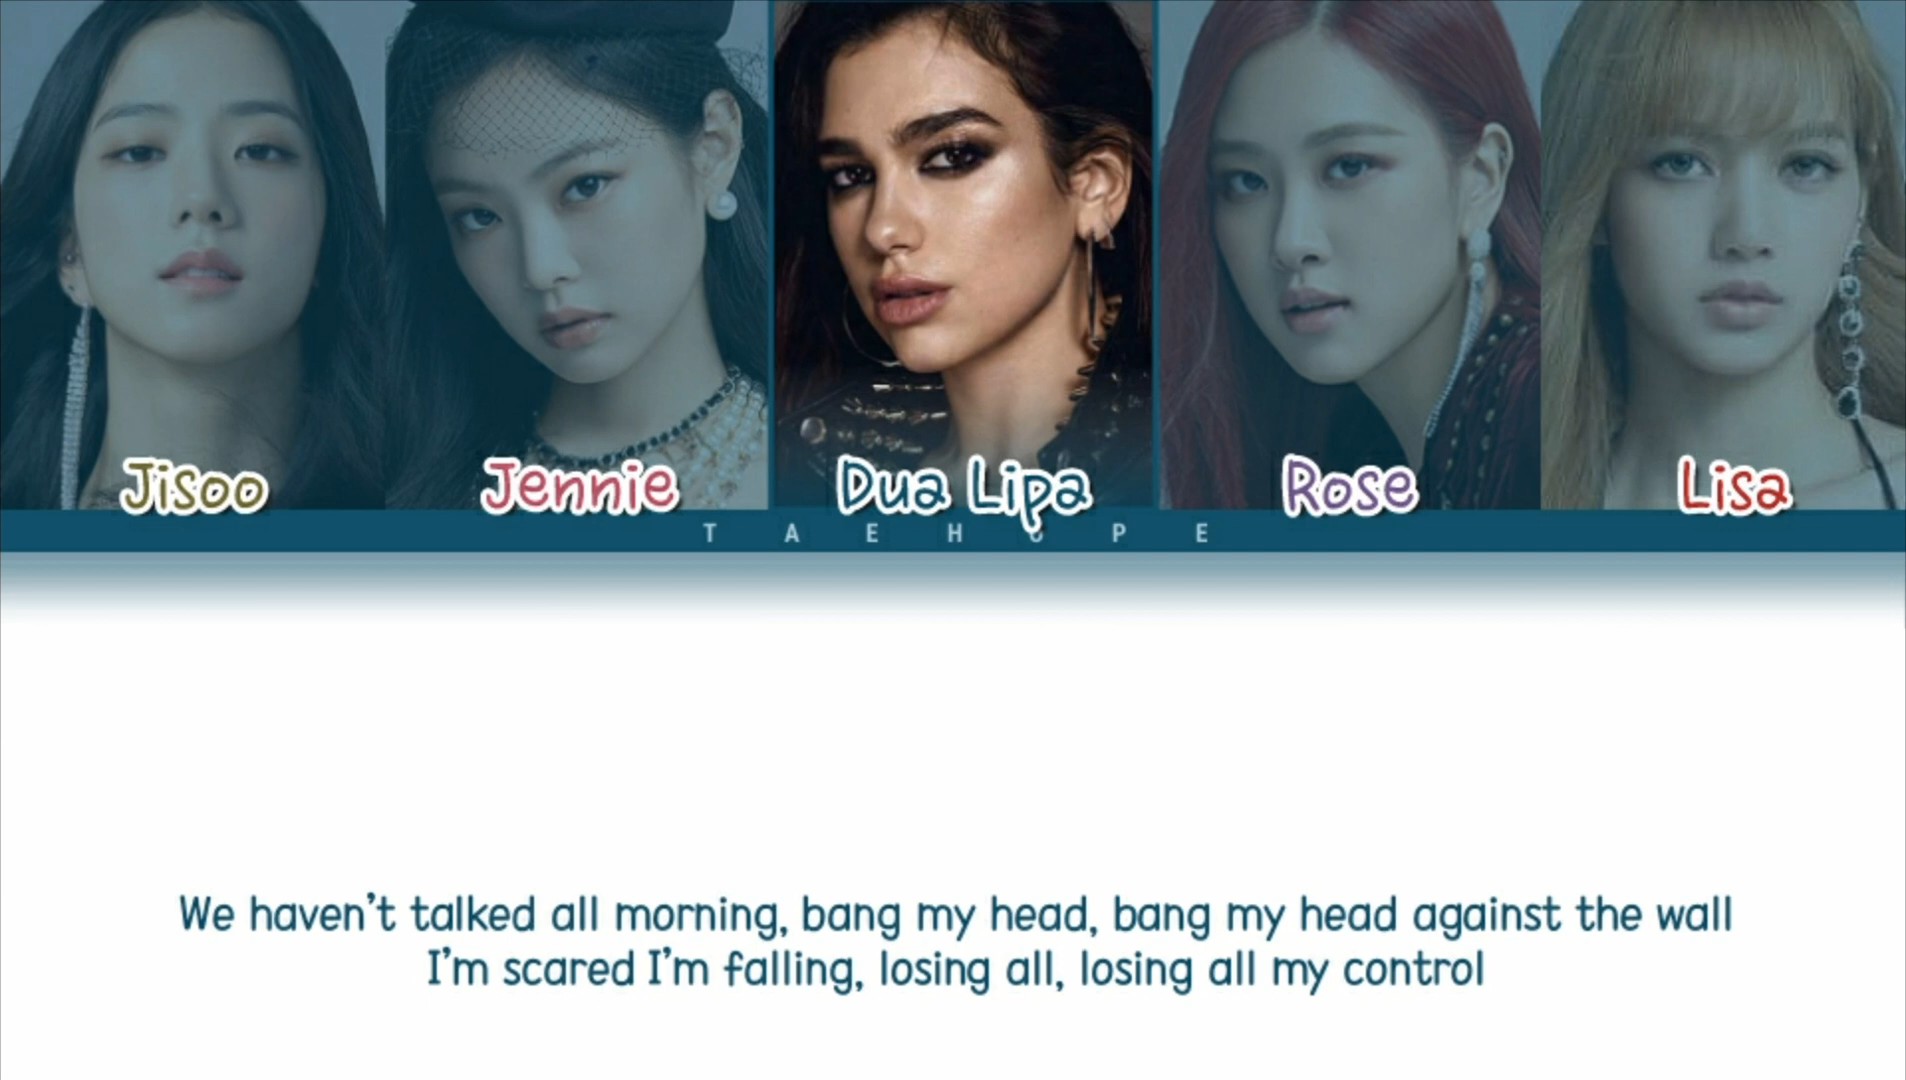 Jisoo Jennie Dua Lipa Rose Lisa
TAEHOPE
We haven't talked all morning, bang my head, bang my head against the wall
I'm scared I'm falling, losing all, losing all my control